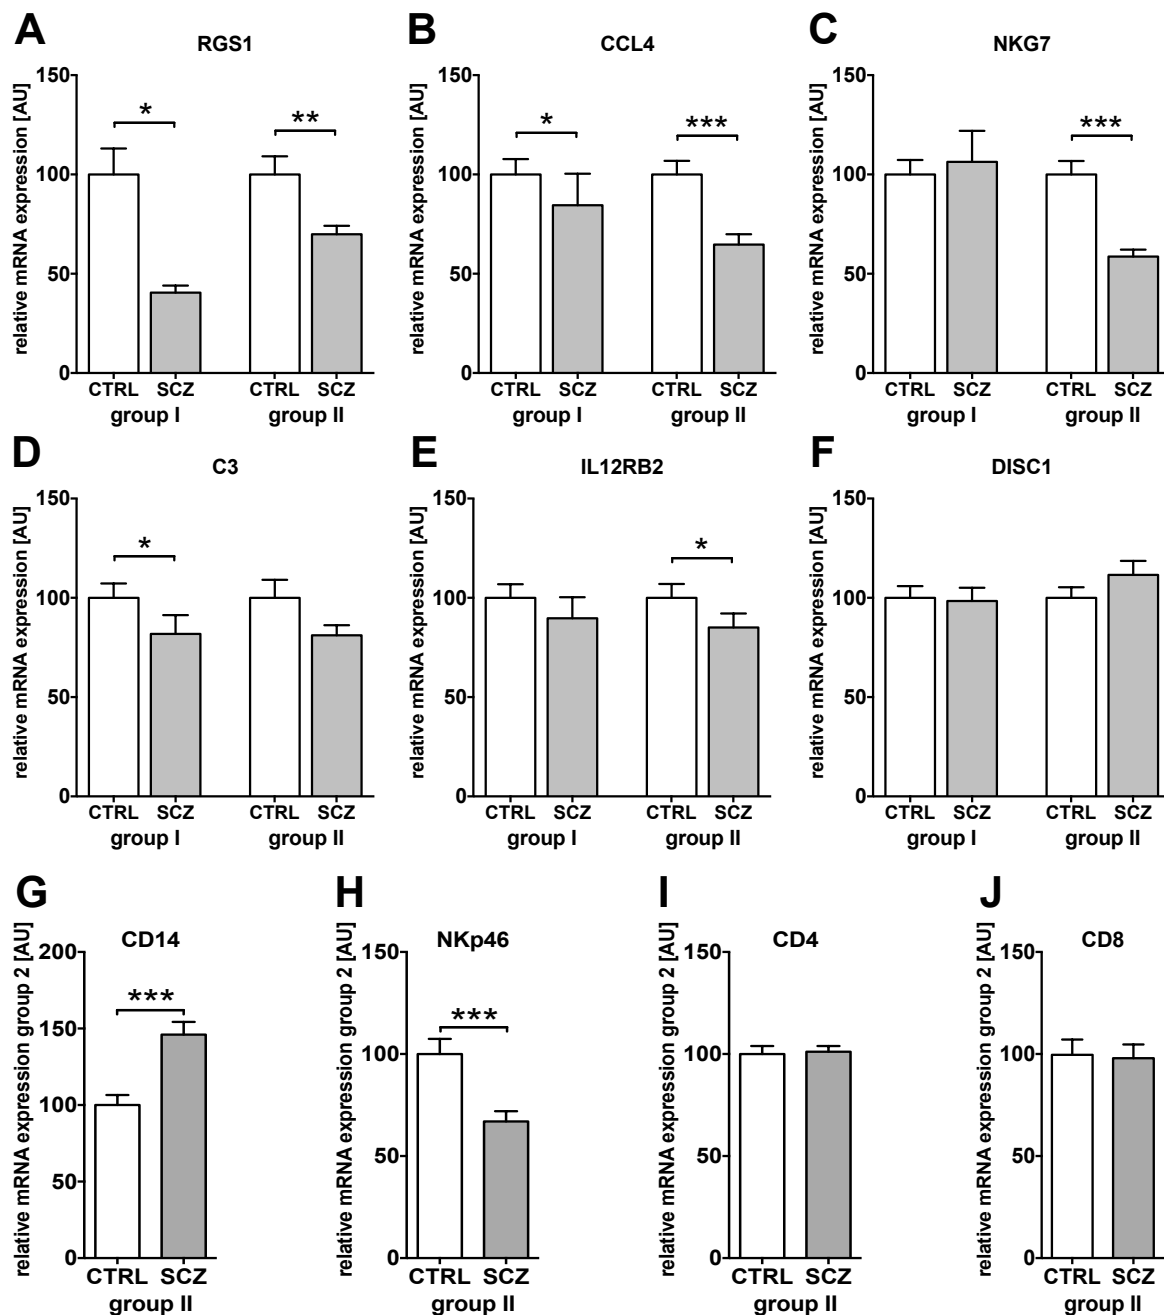 A
RGS1
relative mRNA expression [AU]
150
100
50
0
*
**
CTRL SCZ CTRL SCZ
group I group II
B
CCL4
relative mRNA expression [AU]
150
100
50
0
*
***
CTRL SCZ CTRL SCZ
group I group II
C
NKG7
relative mRNA expression [AU]
150
100
50
0
***
CTRL SCZ CTRL SCZ
group I group II
D
C3
relative mRNA expression [AU]
150
100
50
0
*
CTRL SCZ CTRL SCZ
group I group II
E
IL12RB2
relative mRNA expression [AU]
150
100
50
0
*
CTRL SCZ CTRL SCZ
group I group II
F
DISC1
relative mRNA expression [AU]
150
100
50
0
CTRL SCZ CTRL SCZ
group I group II
G
CD14
relative mRNA expression group 2 [AU]
200
150
100
50
0
***
CTRL SCZ
group II
H
NKp46
relative mRNA expression group 2 [AU]
150
100
50
0
***
CTRL SCZ
group II
I
CD4
relative mRNA expression group 2 [AU]
150
100
50
0
CTRL SCZ
group II
J
CD8
relative mRNA expression group 2 [AU]
150
100
50
0
CTRL SCZ
group II